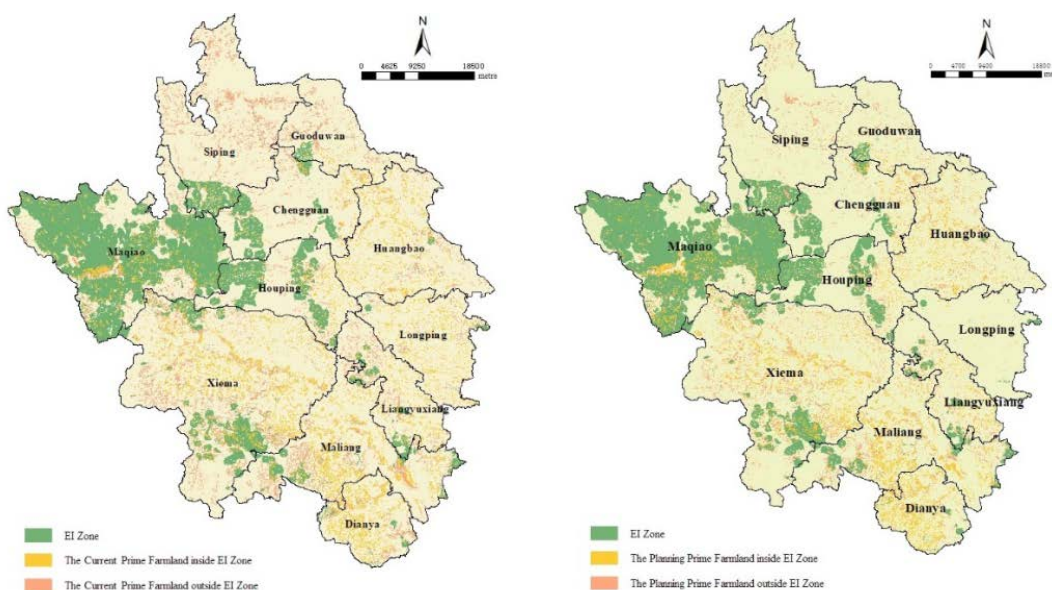 N
0 4625 9250 18500
metre
Guoduwan
Siping
Chengguan
Maqiao
Huangbao
Houping
Longping
Xiema
Liangyuxiang
Maliang
Dianya
EI Zone
The Current Prime Farmland inside EI Zone
The Current Prime Farmland outside EI Zone
N
0 4700 9400 18800
metre
Guoduwan
Siping
Chengguan
Huangbao
Maqiao
Houping
Longping
Xiema
Liangyuxiang
Maliang
Dianya
EI Zone
The Planning Prime Farmland inside EI Zone
The Planning Prime Farmland outside EI Zone